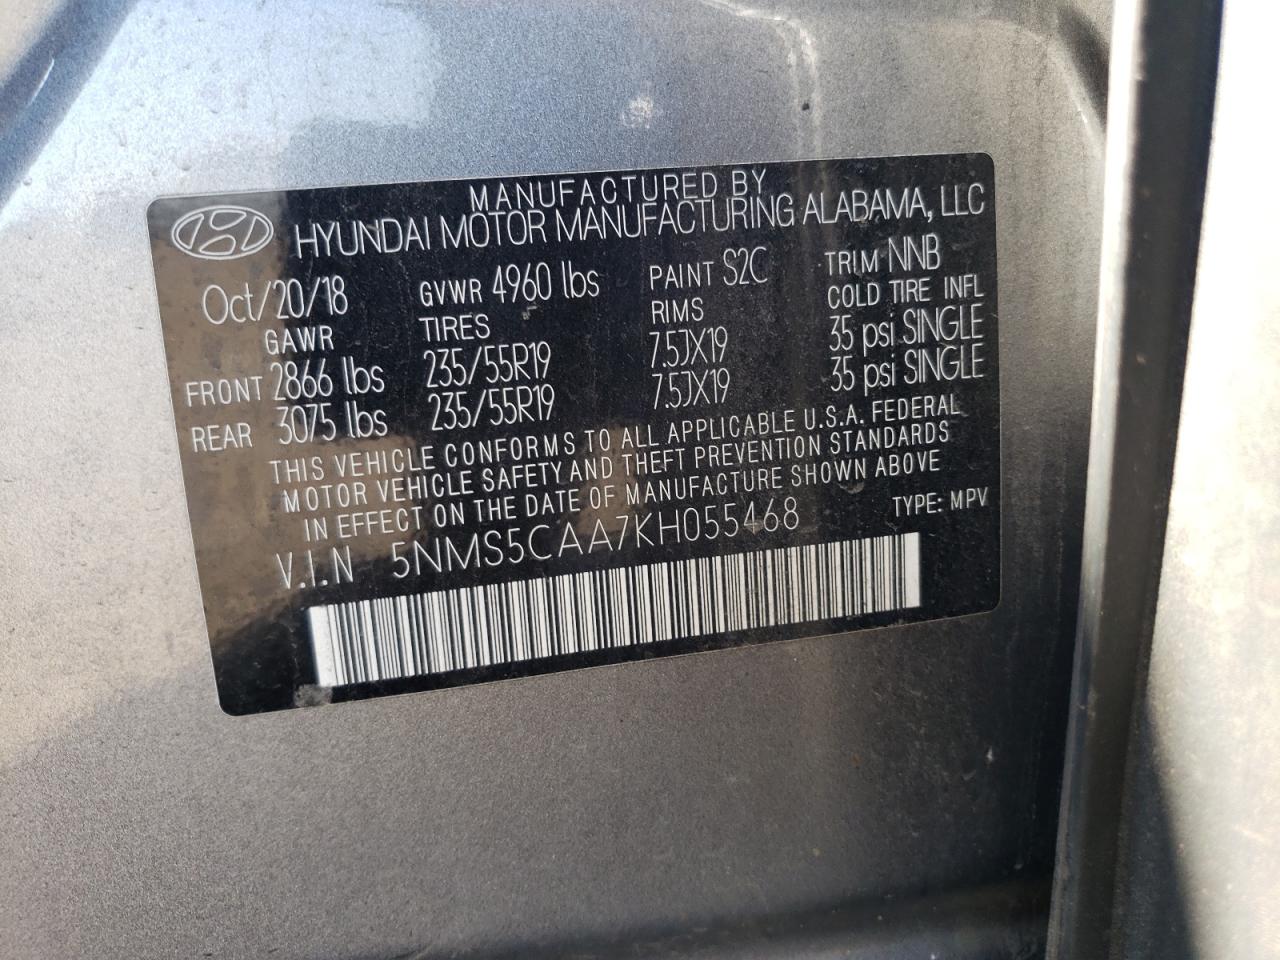 MANUFACTURED BY
HYUNDAI MOTOR MANUFACTURING ALABAMA, LLC
Oct/20/18 GVWR 4960 lbs PAINT S2C TRIM NNB
GAWR TIRES RIMS COLD TIRE INFL
FRONT 2866 lbs 235/55R19 7.5JX19 35 psi SINGLE
REAR 3075 lbs 235/55R19 7.5JX19 35 psi SINGLE
THIS VEHICLE CONFORMS TO ALL APPLICABLE U.S.A. FEDERAL
MOTOR VEHICLE SAFETY AND THEFT PREVENTION STANDARDS
IN EFFECT ON THE DATE OF MANUFACTURE SHOWN ABOVE
V.I.N 5NMS5CAA7KH055468 TYPE: MPV